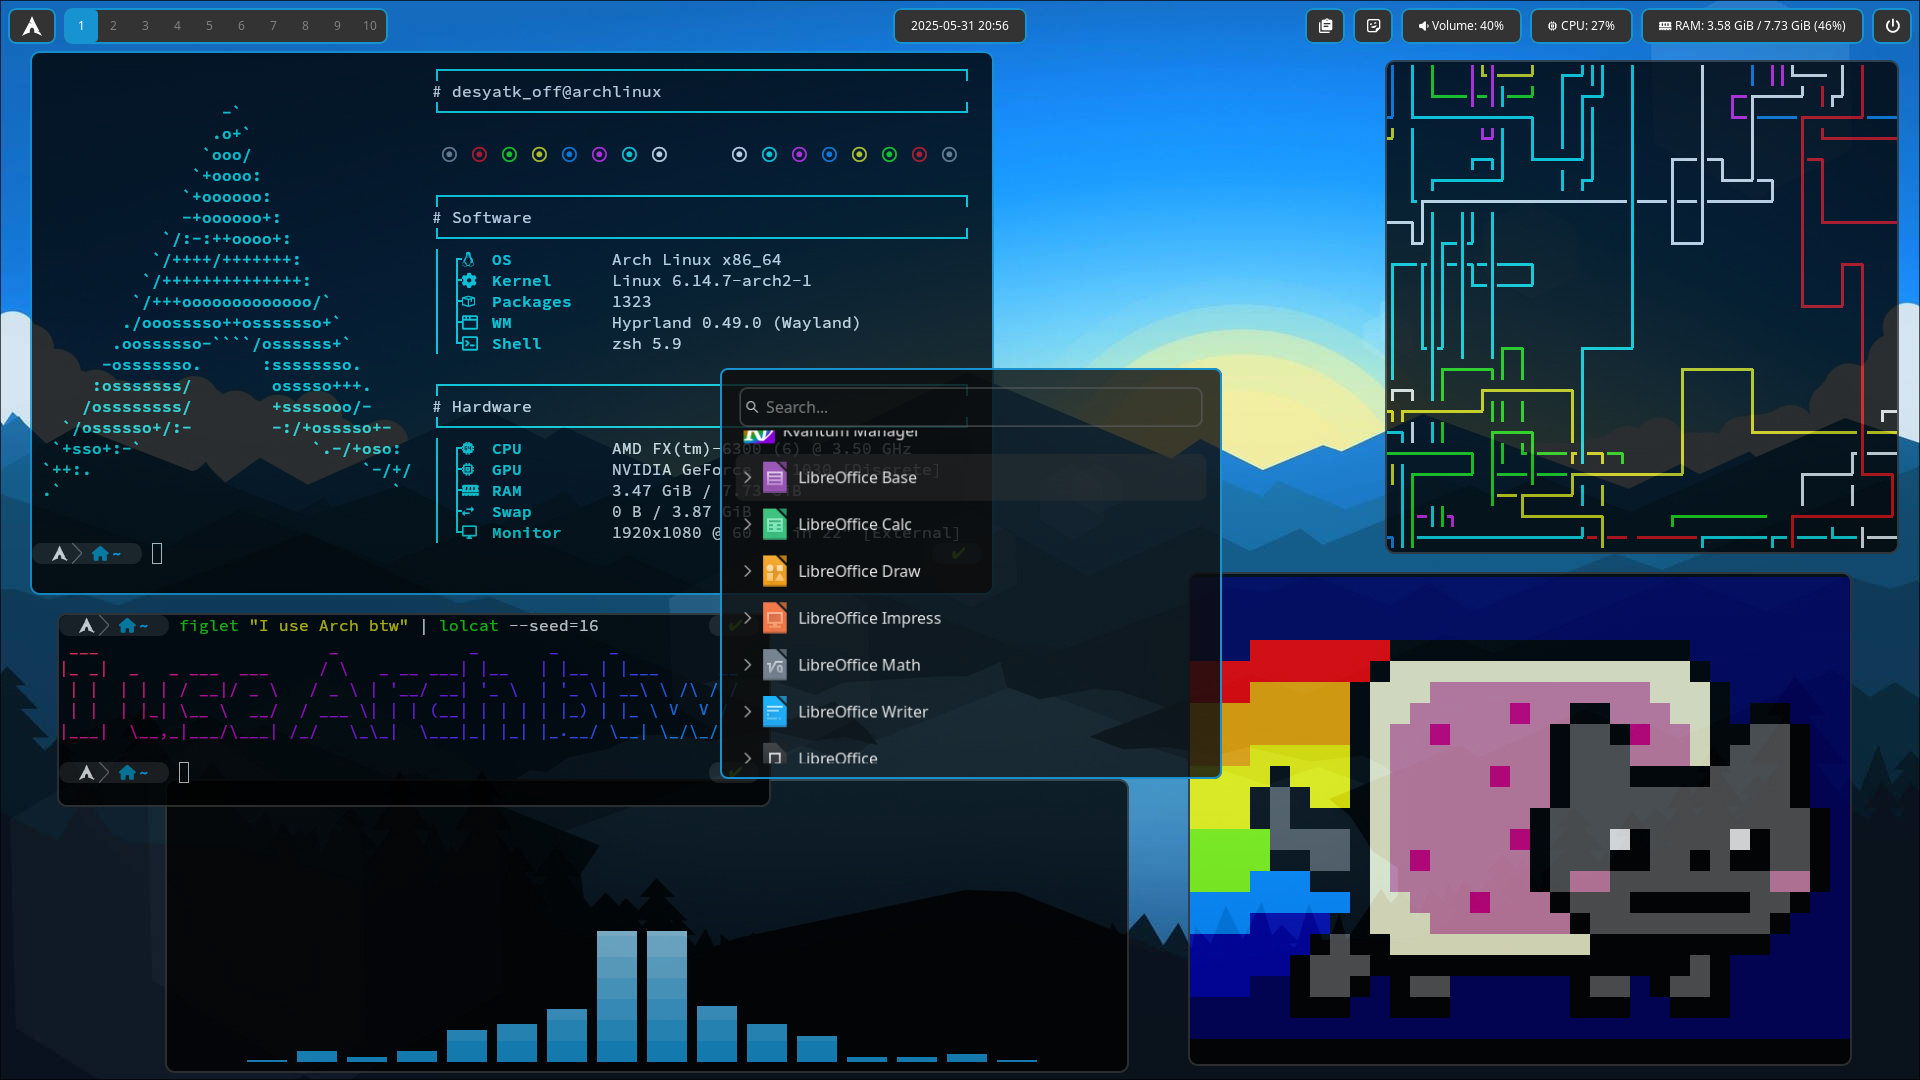 1 2 3 4 5 6 7 8 9 10
2025-05-31 20:56
Volume: 40%
CPU: 27%
RAM: 3.58 GiB / 7.73 GiB (46%)
# desyatk_off@archlinux
# Software
OS Arch Linux x86_64
Kernel Linux 6.14.7-arch2-1
Packages 1323
WM Hyprland 0.49.0 (Wayland)
Shell zsh 5.9
# Hardware
CPU AMD FX(tm)-6300 (6) @ 3.50 GHz
GPU NVIDIA GeForce 1030 [Discrete]
RAM 3.47 GiB / 7.73 GiB
Swap 0 B / 3.87 GiB
Monitor 1920x1080 @ 60 in 22" [External]
~
~ figlet "I use Arch btw" | lolcat --seed=16
I use Arch btw
~
Search...
Kvantum Manager
LibreOffice Base
LibreOffice Calc
LibreOffice Draw
LibreOffice Impress
LibreOffice Math
LibreOffice Writer
LibreOffice